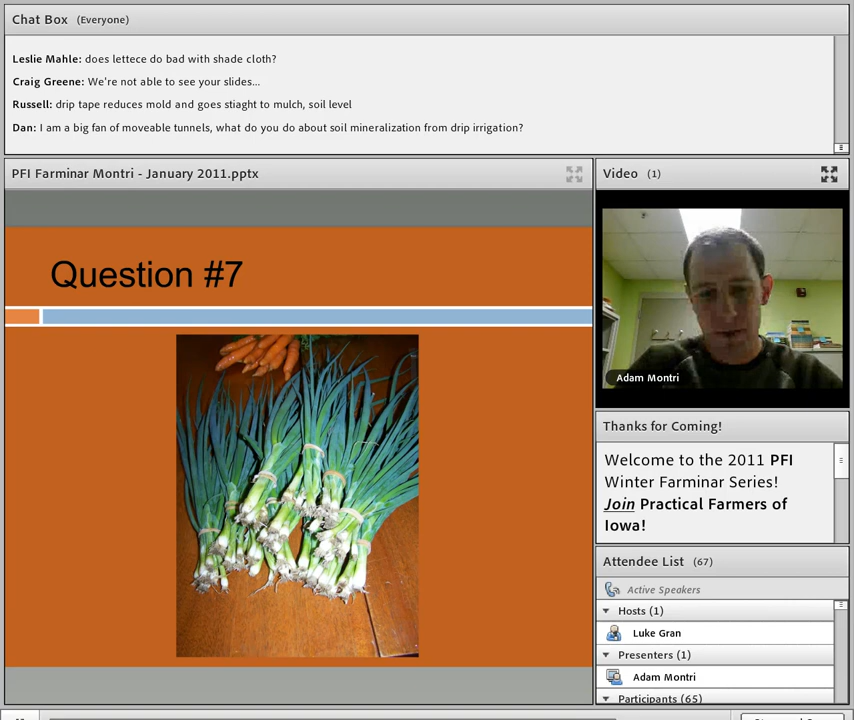 Chat Box (Everyone)
Leslie Mahle: does lettece do bad with shade cloth?
Craig Greene: We're not able to see your slides...
Russell: drip tape reduces mold and goes stiaght to mulch, soil level
Dan: I am a big fan of moveable tunnels, what do you do about soil mineralization from drip irrigation?
PFI Farminar Montri - January 2011.pptx
Question #7
Video (1)
Adam Montri
Thanks for Coming!
Welcome to the 2011 PFI
Winter Farminar Series!
Join Practical Farmers of
Iowa!
Attendee List (67)
Active Speakers
Hosts (1)
Luke Gran
Presenters (1)
Adam Montri
Participants (65)